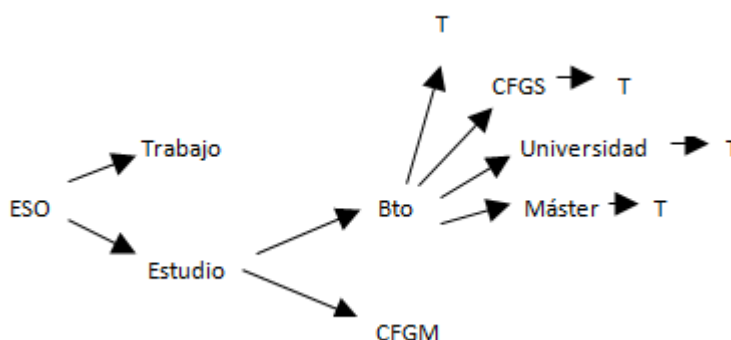 T
CFGS
T
Trabajo
Universidad
T
ESO
Bto
Máster
T
Estudio
CFGM